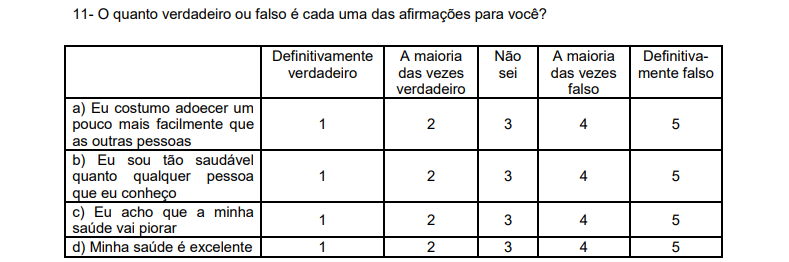 11- O quanto verdadeiro ou falso é cada uma das afirmações para você?
Definitivamente verdadeiro | A maioria das vezes verdadeiro | Não sei | A maioria das vezes falso | Definitiva-mente falso
a) Eu costumo adoecer um
pouco mais facilmente que
as outras pessoas
1 2 3 4 5
b) Eu sou tão saudável
quanto qualquer pessoa
que eu conheço
1 2 3 4 5
c) Eu acho que a minha
saúde vai piorar
1 2 3 4 5
d) Minha saúde é excelente 1 2 3 4 5